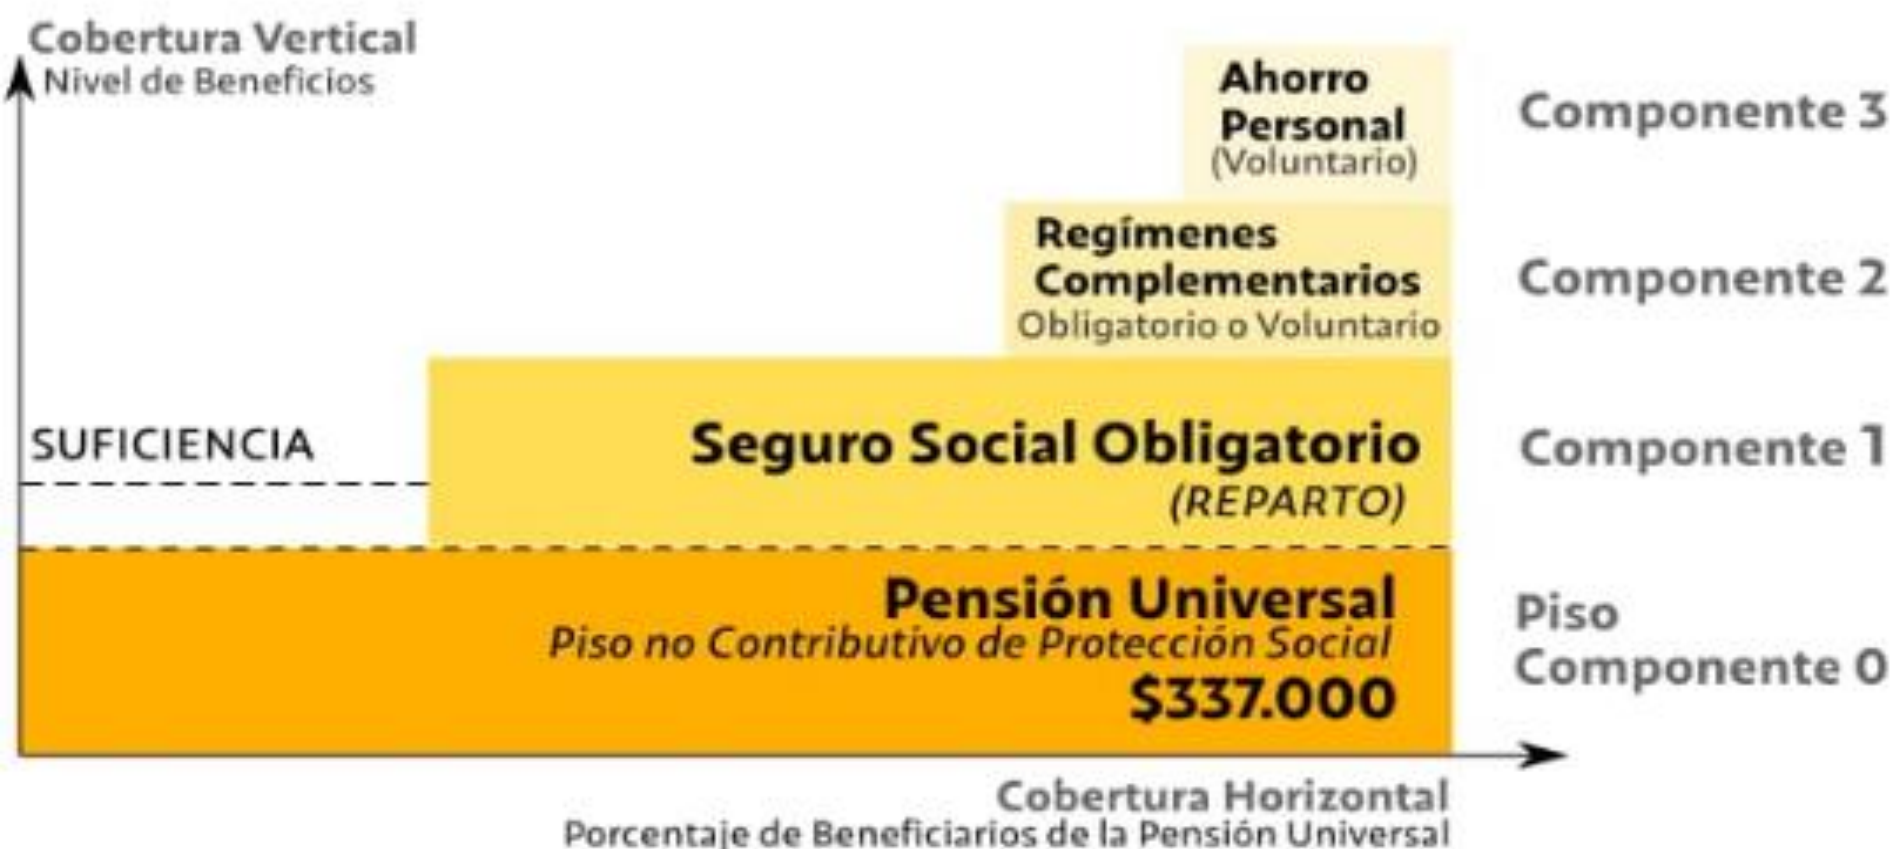 Cobertura Vertical
Nivel de Beneficios
Ahorro
Personal
(Voluntario)
Componente 3
Regímenes
Complementarios
Obligatorio o Voluntario
Componente 2
SUFICIENCIA
Seguro Social Obligatorio
(REPARTO)
Componente 1
Pensión Universal
Piso no Contributivo de Protección Social
$337.000
Piso
Componente 0
Cobertura Horizontal
Porcentaje de Beneficiarios de la Pensión Universal